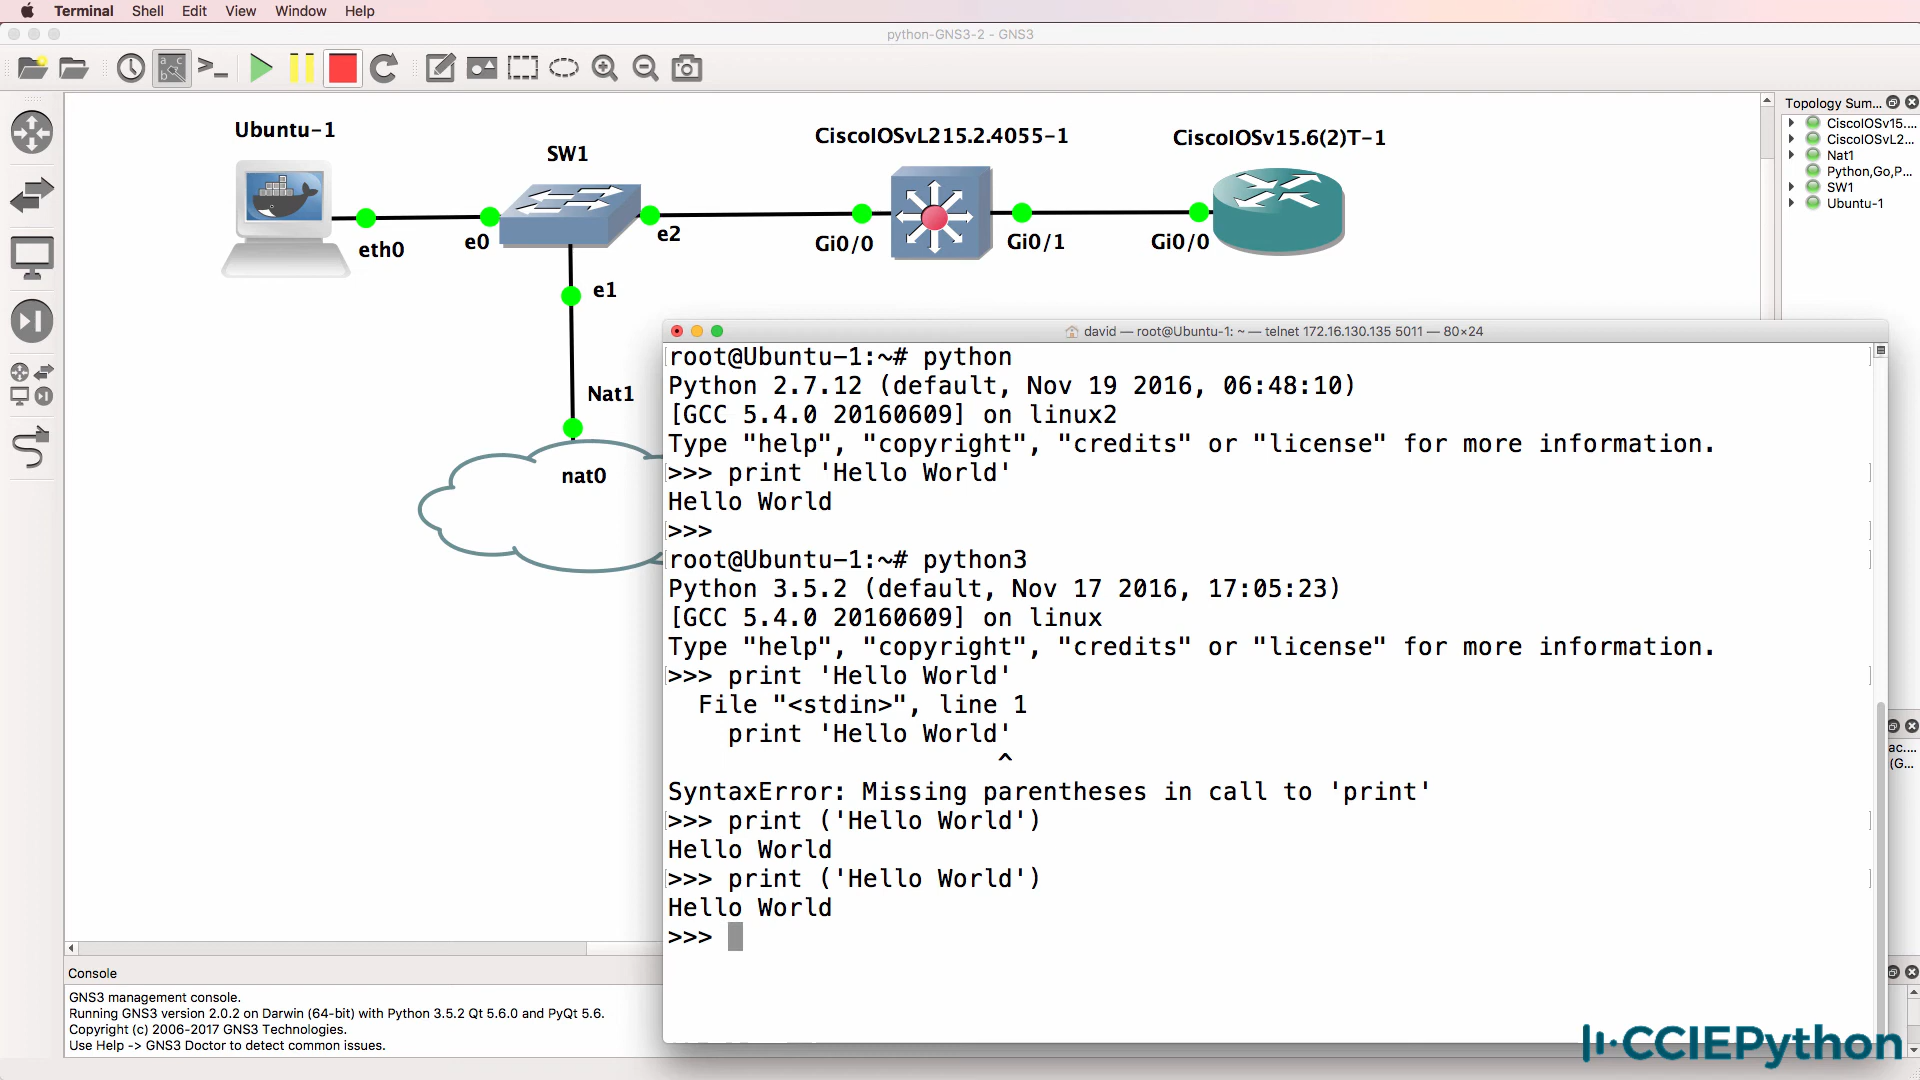 Terminal Shell Edit View Window Help
python-GNS3-2 - GNS3
Ubuntu-1
SW1
CiscoIOSvL215.2.4055-1
CiscoIOSv15.6(2)T-1
eth0
e0
e2
Gi0/0
Gi0/1
Gi0/0
e1
Nat1
nat0
Topology Sum...
CiscoIOSv15....
CiscoIOSvL2...
Nat1
Python,Go,P...
SW1
Ubuntu-1
david — root@Ubuntu-1: ~ — telnet 172.16.130.135 5011 — 80×24
root@Ubuntu-1:~# python
Python 2.7.12 (default, Nov 19 2016, 06:48:10)
[GCC 5.4.0 20160609] on linux2
Type "help", "copyright", "credits" or "license" for more information.
>>> print 'Hello World'
Hello World
>>>
root@Ubuntu-1:~# python3
Python 3.5.2 (default, Nov 17 2016, 17:05:23)
[GCC 5.4.0 20160609] on linux
Type "help", "copyright", "credits" or "license" for more information.
>>> print 'Hello World'
File "<stdin>", line 1
print 'Hello World'
^
SyntaxError: Missing parentheses in call to 'print'
>>> print ('Hello World')
Hello World
>>> print ('Hello World')
Hello World
>>>
ac....
(G...
Console
GNS3 management console.
Running GNS3 version 2.0.2 on Darwin (64-bit) with Python 3.5.2 Qt 5.6.0 and PyQt 5.6.
Copyright (c) 2006-2017 GNS3 Technologies.
Use Help -> GNS3 Doctor to detect common issues.
CCIEPython